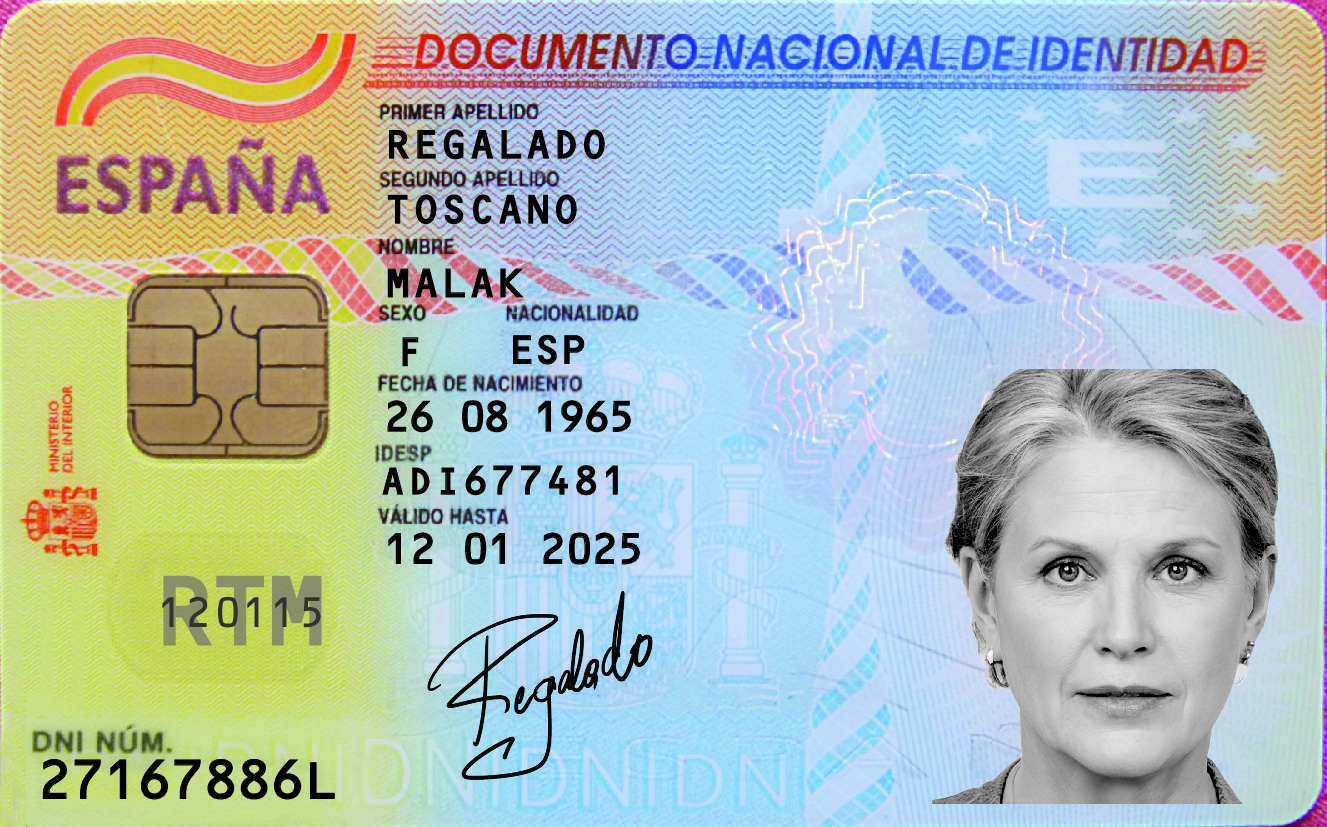 DOCUMENTO NACIONAL DE IDENTIDAD
ESPAÑA
PRIMER APELLIDO
REGALADO
SEGUNDO APELLIDO
TOSCANO
NOMBRE
MALAK
SEXO NACIONALIDAD
F ESP
FECHA DE NACIMIENTO
26 08 1965
IDESP
ADI677481
VÁLIDO HASTA
12 01 2025
MINISTERIO
DEL INTERIOR
RTM
120115
Regalado
DNI NÚM.
27167886L
E
DNIDNIDNIDN